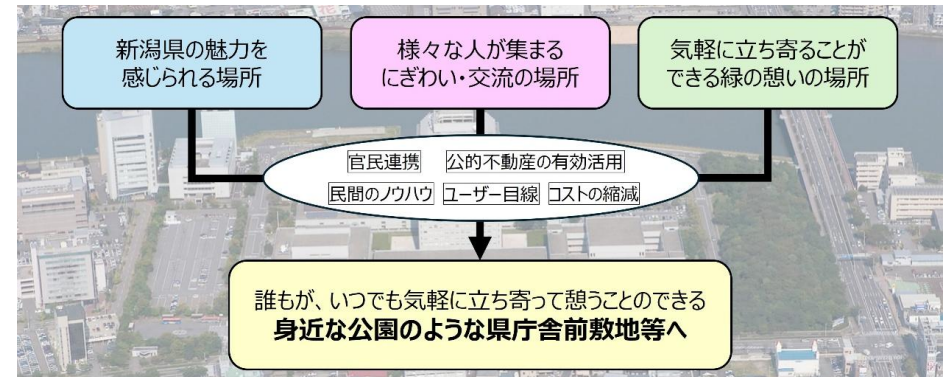 新潟県の魅力を
感じられる場所
様々な人が集まる
にぎわい・交流の場所
気軽に立ち寄ることが
できる緑の憩いの場所
官民連携 公的不動産の有効活用
民間のノウハウ ユーザー目線 コストの縮減
誰もが、いつでも気軽に立ち寄って憩うことのできる
身近な公園のような県庁舎前敷地等へ